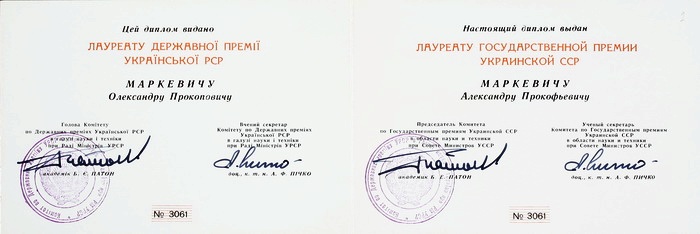 Цей диплом видано
ЛАУРЕАТУ ДЕРЖАВНОЇ ПРЕМІЇ
УКРАЇНСЬКОЇ РСР
МАРКЕВИЧУ
Олександру Прокоповичу
Голова Комітету
по Державних преміях Української РСР
в галузі науки і техніки
при Раді Міністрів УРСР
академік Б. Є. ПАТОН
Вчений секретар
Комітету по Державних преміях
Української РСР
в галузі науки і техніки
при Раді Міністрів УРСР
доц., к. т. н. А. Ф. ПІЧКО
№ 3061
Настоящий диплом выдан
ЛАУРЕАТУ ГОСУДАРСТВЕННОЙ ПРЕМИИ
УКРАИНСКОЙ ССР
МАРКЕВИЧУ
Александру Прокофьевичу
Председатель Комитета
по Государственным премиям Украинской ССР
в области науки и техники
при Совете Министров УССР
академик Б. Е. ПАТОН
Ученый секретарь
Комитета по Государственным премиям
Украинской ССР
в области науки и техники
при Совете Министров УССР
доц., к. т. н. А. Ф. ПИЧКО
№ 3061